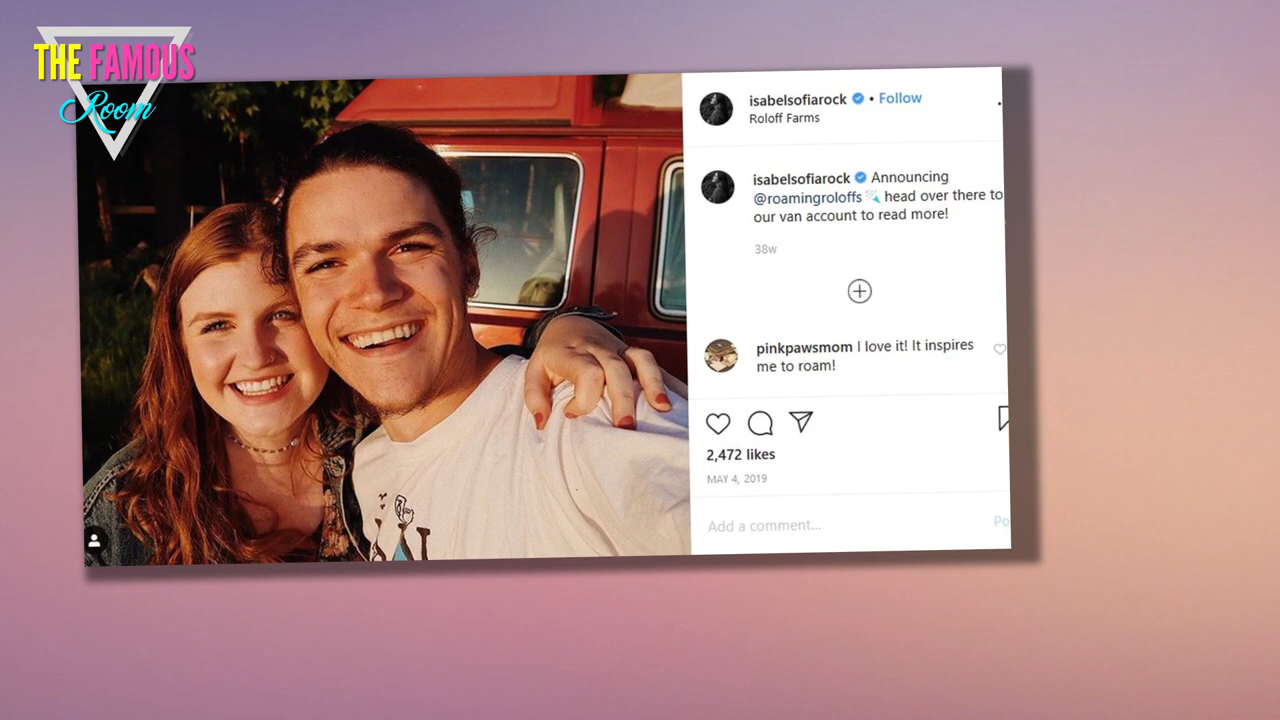 THE FAMOUS
Room
isabelsofiarock • Follow
Roloff Farms
isabelsofiarock Announcing
@roamingroloffs head over there to
our van account to read more!
38w
pinkpawsmom I love it! It inspires
me to roam!
2,472 likes
MAY 4, 2019
Add a comment...
Po